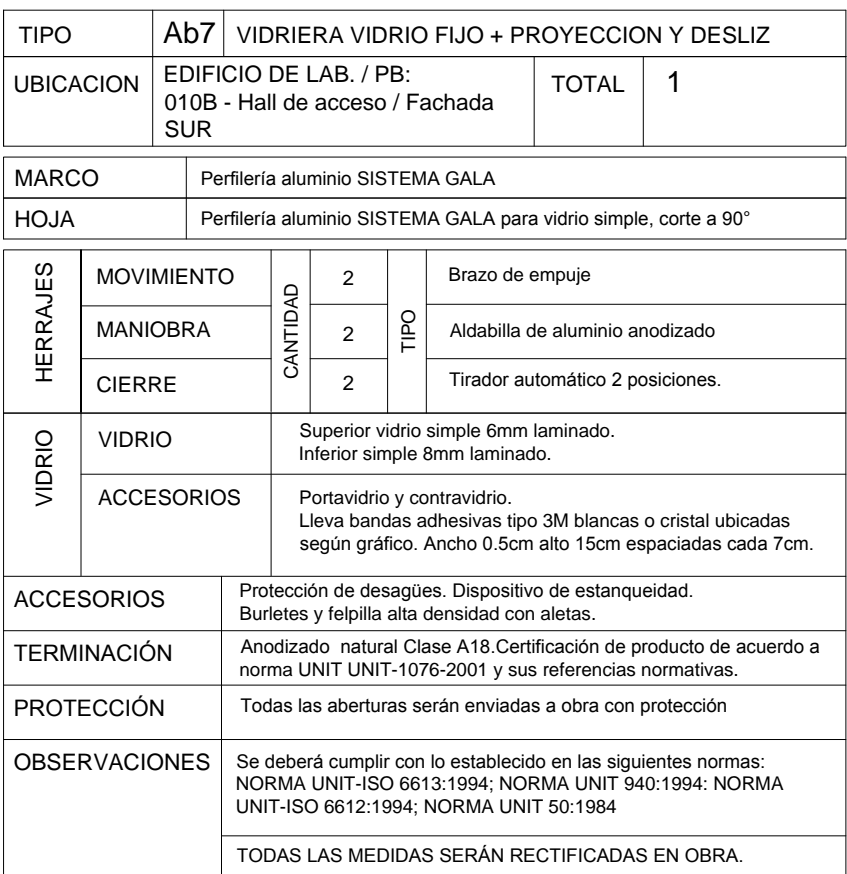 TIPO Ab7 VIDRIERA VIDRIO FIJO + PROYECCION Y DESLIZ
UBICACION EDIFICIO DE LAB. / PB:
010B - Hall de acceso / Fachada
SUR
TOTAL 1
MARCO Perfilería aluminio SISTEMA GALA
HOJA Perfilería aluminio SISTEMA GALA para vidrio simple, corte a 90°
HERRAJES
CANTIDAD
TIPO
MOVIMIENTO 2 Brazo de empuje
MANIOBRA 2 Aldabilla de aluminio anodizado
CIERRE 2 Tirador automático 2 posiciones.
VIDRIO
VIDRIO Superior vidrio simple 6mm laminado.
Inferior simple 8mm laminado.
ACCESORIOS Portavidrio y contravidrio.
Lleva bandas adhesivas tipo 3M blancas o cristal ubicadas
según gráfico. Ancho 0.5cm alto 15cm espaciadas cada 7cm.
ACCESORIOS Protección de desagües. Dispositivo de estanqueidad.
Burletes y felpilla alta densidad con aletas.
TERMINACIÓN Anodizado natural Clase A18.Certificación de producto de acuerdo a
norma UNIT UNIT-1076-2001 y sus referencias normativas.
PROTECCIÓN Todas las aberturas serán enviadas a obra con protección
OBSERVACIONES Se deberá cumplir con lo establecido en las siguientes normas:
NORMA UNIT-ISO 6613:1994; NORMA UNIT 940:1994: NORMA
UNIT-ISO 6612:1994; NORMA UNIT 50:1984
TODAS LAS MEDIDAS SERÁN RECTIFICADAS EN OBRA.